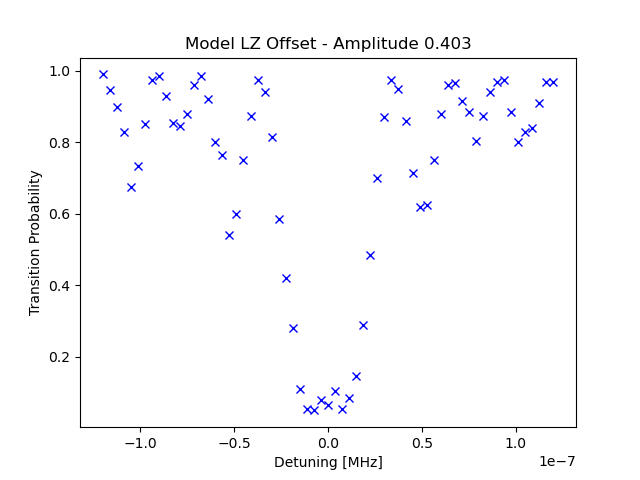 Model LZ Offset - Amplitude 0.403
1.0
0.8
0.6
0.4
0.2
Transition Probability
−1.0 −0.5 0.0 0.5 1.0
1e−7
Detuning [MHz]